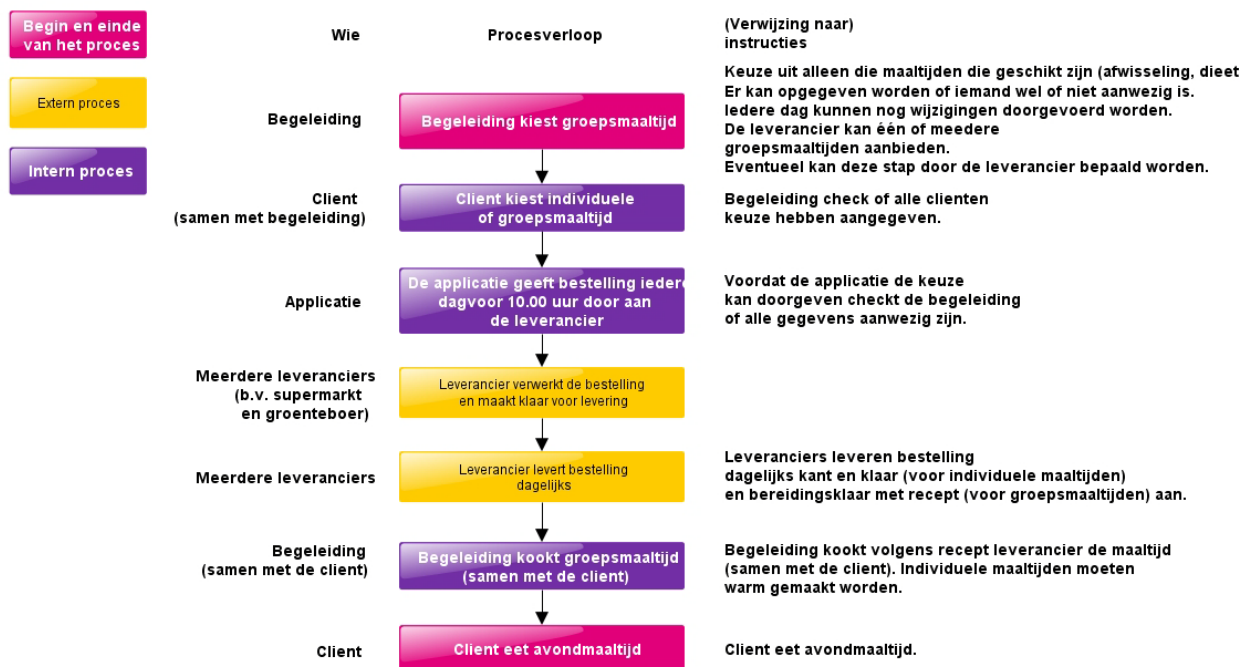 Begin en einde
van het proces
Extern proces
Intern proces
Wie
Procesverloop
(Verwijzing naar)
instructies
Begeleiding
Begeleiding kiest groepsmaaltijd
Keuze uit alleen die maaltijden die geschikt zijn (afwisseling, dieet
Er kan opgegeven worden of iemand wel of niet aanwezig is.
Iedere dag kunnen nog wijzigingen doorgevoerd worden.
De leverancier kan één of meedere
groepsmaaltijden aanbieden.
Eventueel kan deze stap door de leverancier bepaald worden.
Client
(samen met begeleiding)
Client kiest individuele
of groepsmaaltijd
Begeleiding check of alle clienten
keuze hebben aangegeven.
Applicatie
De applicatie geeft bestelling iedere
dagvoor 10.00 uur door aan
de leverancier
Voordat de applicatie de keuze
kan doorgeven checkt de begeleiding
of alle gegevens aanwezig zijn.
Meerdere leveranciers
(b.v. supermarkt
en groenteboer)
Leverancier verwerkt de bestelling
en maakt klaar voor levering
Meerdere leveranciers
Leverancier levert bestelling
dagelijks
Leveranciers leveren bestelling
dagelijks kant en klaar (voor individuele maaltijden)
en bereidingsklaar met recept (voor groepsmaaltijden) aan.
Begeleiding
(samen met de client)
Begeleiding kookt groepsmaaltijd
(samen met de client)
Begeleiding kookt volgens recept leverancier de maaltijd
(samen met de client). Individuele maaltijden moeten
warm gemaakt worden.
Client
Client eet avondmaaltijd
Client eet avondmaaltijd.